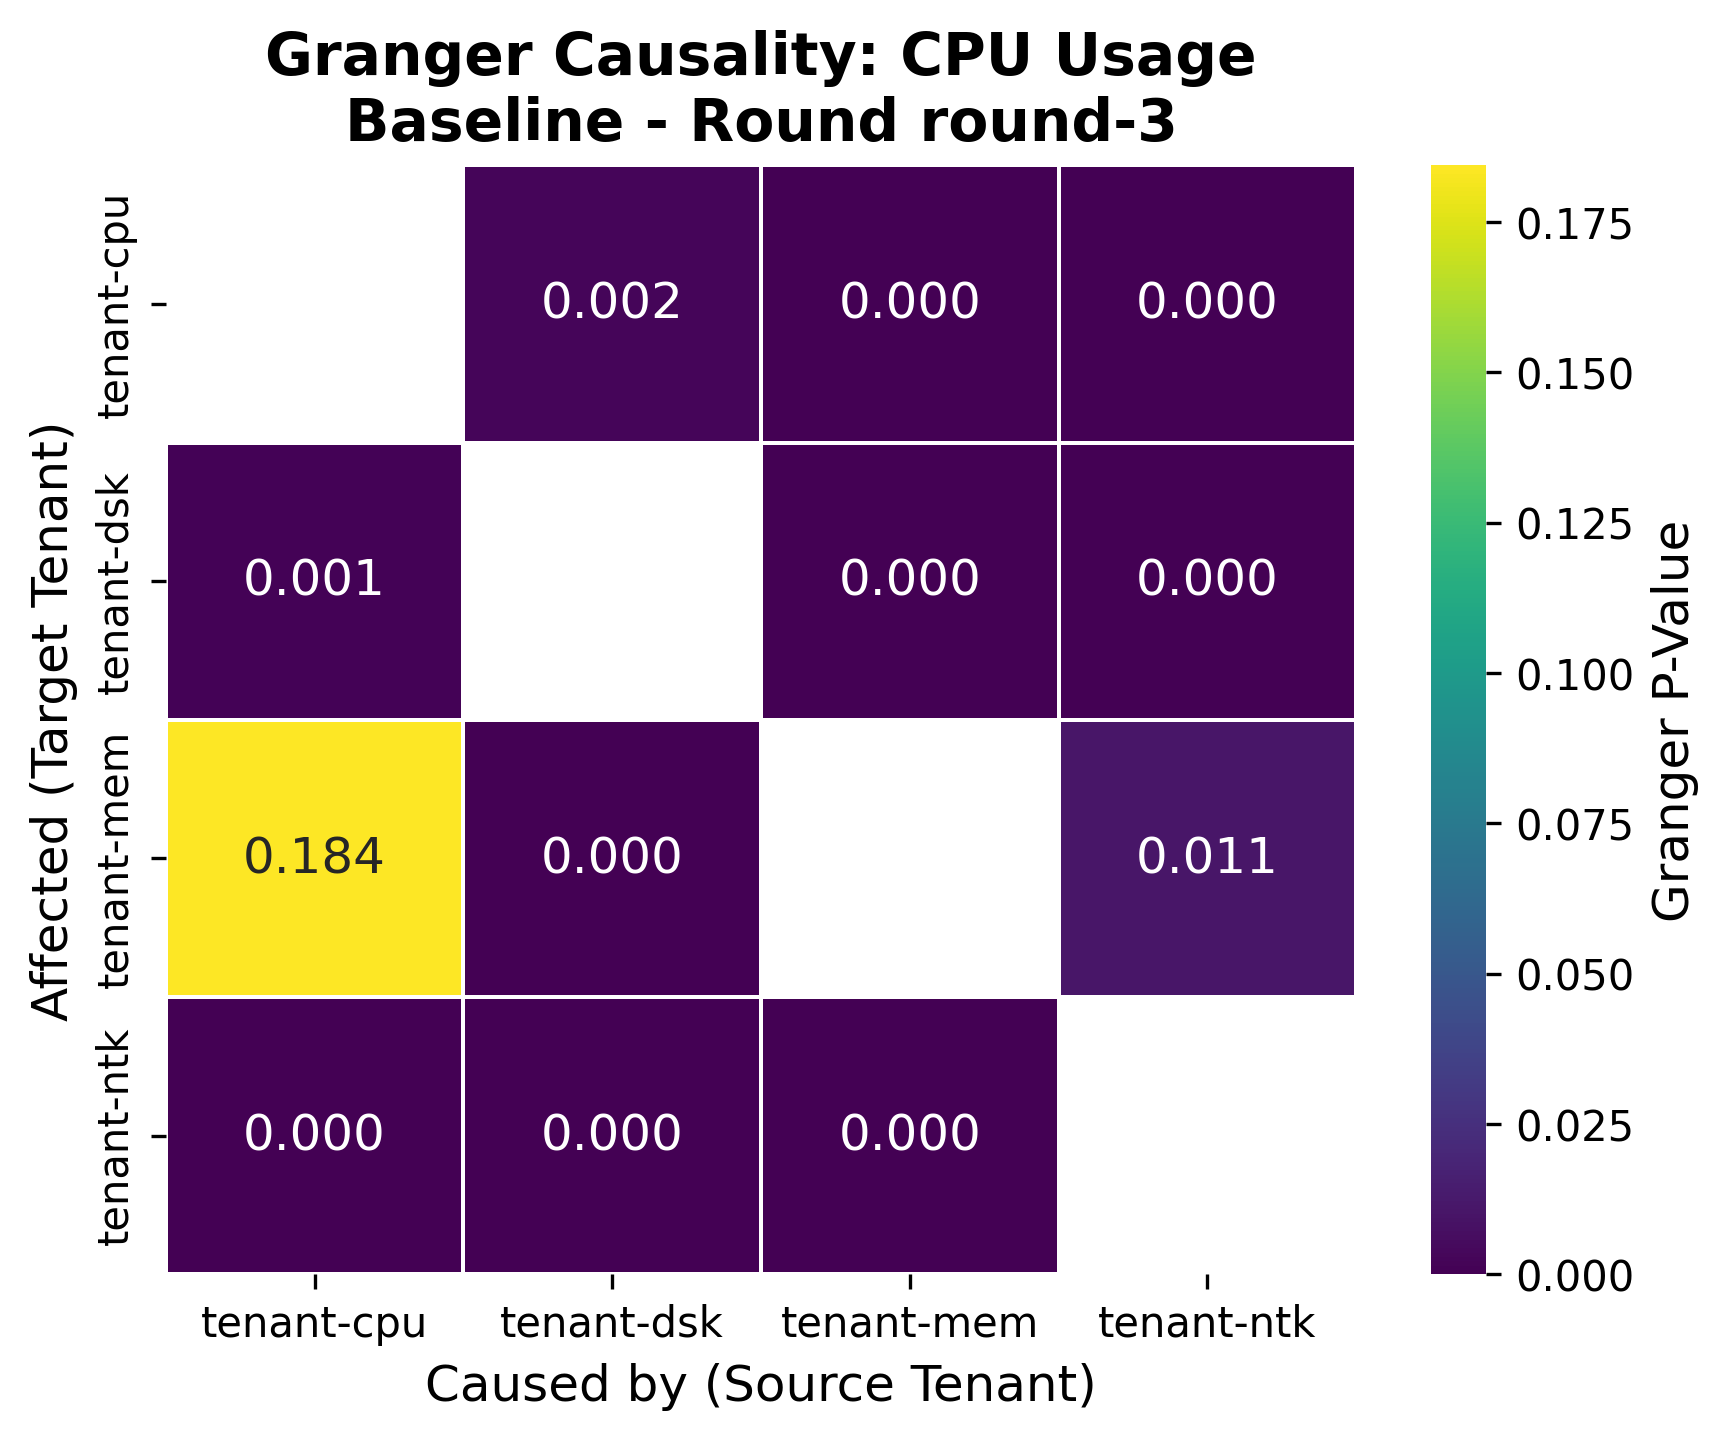 Granger Causality: CPU Usage
Baseline - Round round-3
Affected (Target Tenant)
tenant-cpu
0.002
0.000
0.000
tenant-dsk
0.001
0.000
0.000
tenant-mem
0.184
0.000
0.011
tenant-ntk
0.000
0.000
0.000
tenant-cpu
tenant-dsk
tenant-mem
tenant-ntk
Caused by (Source Tenant)
0.175
0.150
0.125
0.100
0.075
0.050
0.025
0.000
Granger P-Value